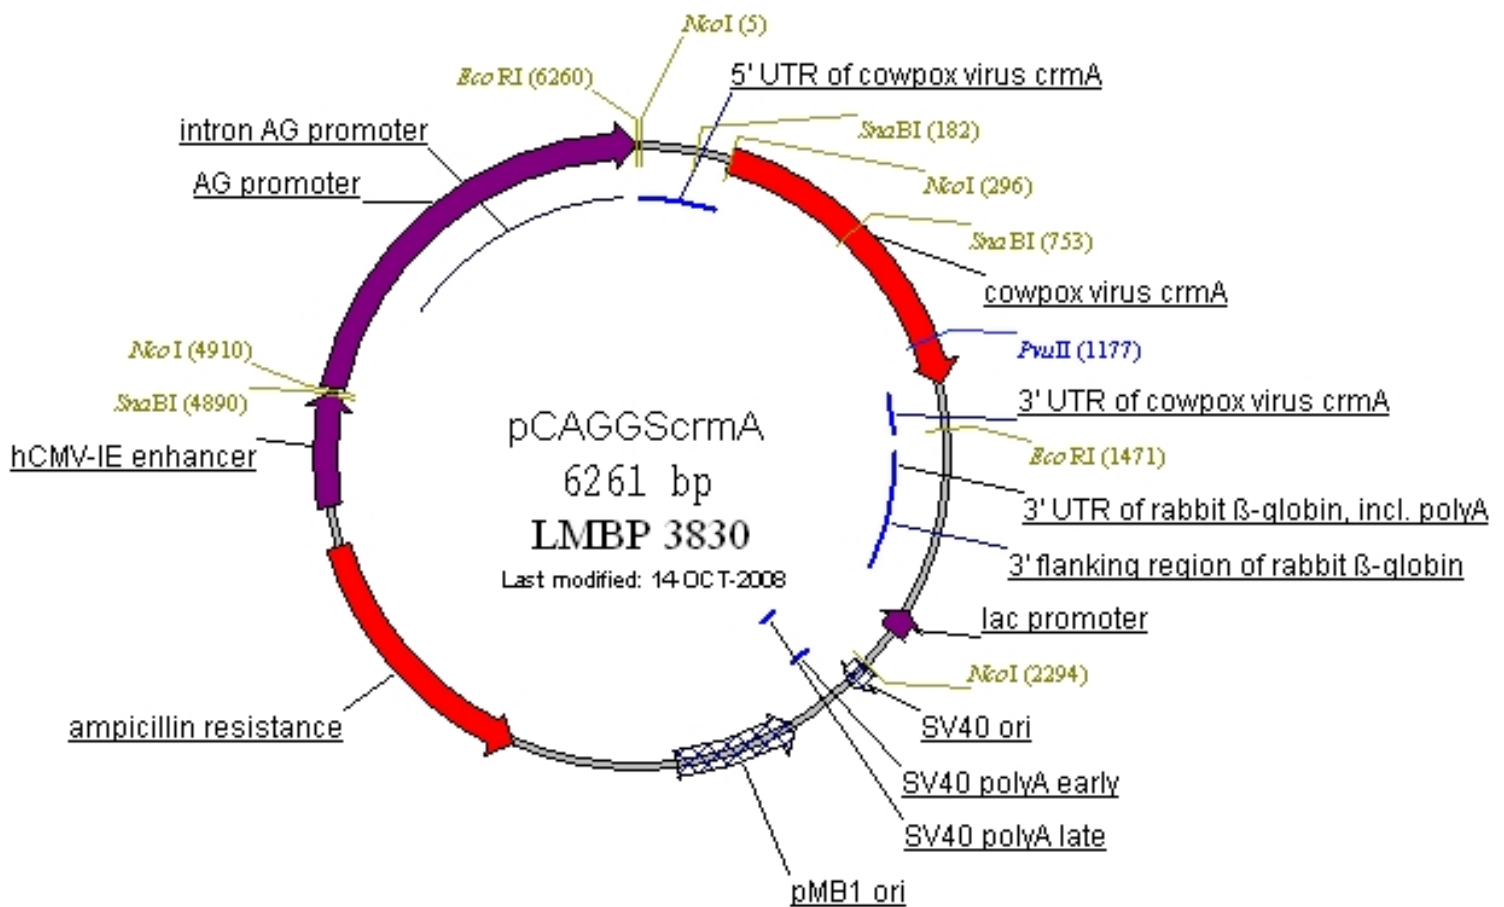 NcoI (5)
EcoRI (6260)
5' UTR of cowpox virus crmA
intron AG promoter
SnaBI (182)
AG promoter
NcoI (296)
SnaBI (753)
cowpox virus crmA
NcoI (4910)
PvuII (1177)
SnaBI (4890)
3' UTR of cowpox virus crmA
pCAGGScrmA
hCMV-IE enhancer
EcoRI (1471)
6261 bp
3' UTR of rabbit ß-globin, incl. polyA
LMBP 3830
3' flanking region of rabbit ß-globin
Last modified: 14-OCT-2008
lac promoter
NcoI (2294)
ampicillin resistance
SV40 ori
SV40 polyA early
SV40 polyA late
pMB1 ori